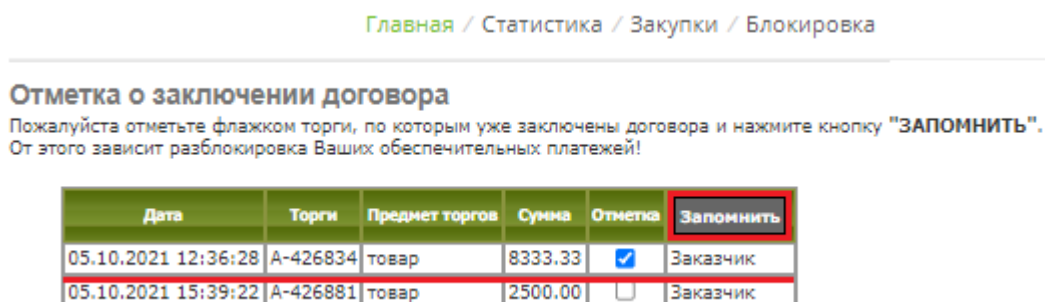 Главная / Статистика / Закупки / Блокировка
Отметка о заключении договора
Пожалуйста отметьте флажком торги, по которым уже заключены договора и нажмите кнопку "ЗАПОМНИТЬ".
От этого зависит разблокировка Ваших обеспечительных платежей!
Дата Торги Предмет торгов Сумма Отметка Запомнить
05.10.2021 12:36:28 А-426834 товар 8333.33 Заказчик
05.10.2021 15:39:22 А-426881 товар 2500.00 Заказчик